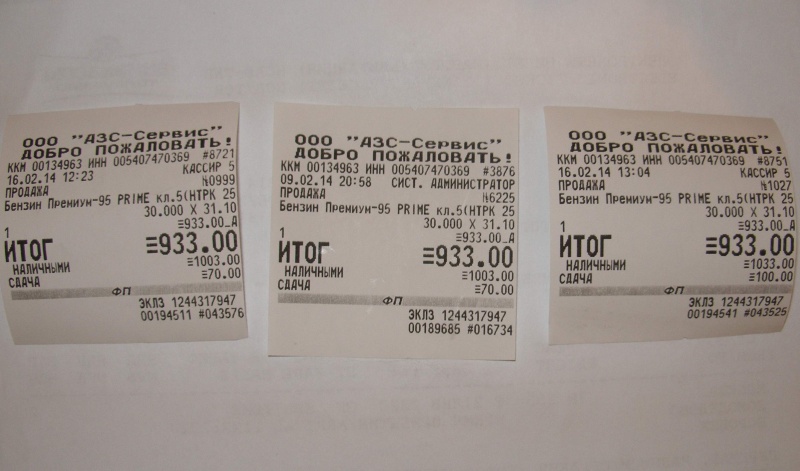 ООО "АЗС-Сервис"
ДОБРО ПОЖАЛОВАТЬ!
ККМ 00134963 ИНН 005407470369 #8721
16.02.14 12:23 КАССИР 5
ПРОДАЖА №0999
Бензин Премиум-95 PRIME кл.5(НТРК 25
30.000 X 31.10
1 ≡933.00_А
ИТОГ ≡933.00
НАЛИЧНЫМИ ≡1003.00
СДАЧА ≡70.00
ФП
ЭКЛЗ 1244317947
00194511 #043576
ООО "АЗС-Сервис"
ДОБРО ПОЖАЛОВАТЬ!
ККМ 00134963 ИНН 005407470369 #3876
09.02.14 20:58 СИСТ. АДМИНИСТРАТОР
ПРОДАЖА №6225
Бензин Премиум-95 PRIME кл.5(НТРК 25
30.000 X 31.10
1 ≡933.00_А
ИТОГ ≡933.00
НАЛИЧНЫМИ ≡1003.00
СДАЧА ≡70.00
ФП
ЭКЛЗ 1244317947
00189685 #016734
ООО "АЗС-Сервис"
ДОБРО ПОЖАЛОВАТЬ!
ККМ 00134963 ИНН 005407470369 #8751
16.02.14 13:04 КАССИР 5
ПРОДАЖА №1027
Бензин Премиум-95 PRIME кл.5(НТРК 25
30.000 X 31.10
1 ≡933.00_А
ИТОГ ≡933.00
НАЛИЧНЫМИ ≡1033.00
СДАЧА ≡100.00
ФП
ЭКЛЗ 1244317947
00194541 #043525